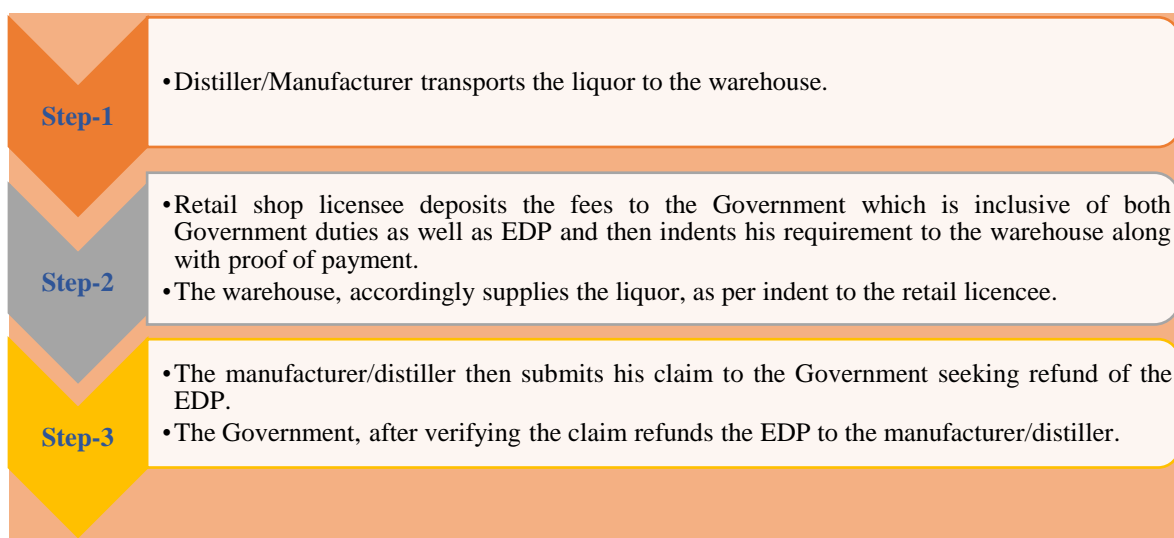 Step-1
•Distiller/Manufacturer transports the liquor to the warehouse.
Step-2
•Retail shop licensee deposits the fees to the Government which is inclusive of both
Government duties as well as EDP and then indents his requirement to the warehouse along
with proof of payment.
•The warehouse, accordingly supplies the liquor, as per indent to the retail licencee.
Step-3
•The manufacturer/distiller then submits his claim to the Government seeking refund of the
EDP.
•The Government, after verifying the claim refunds the EDP to the manufacturer/distiller.